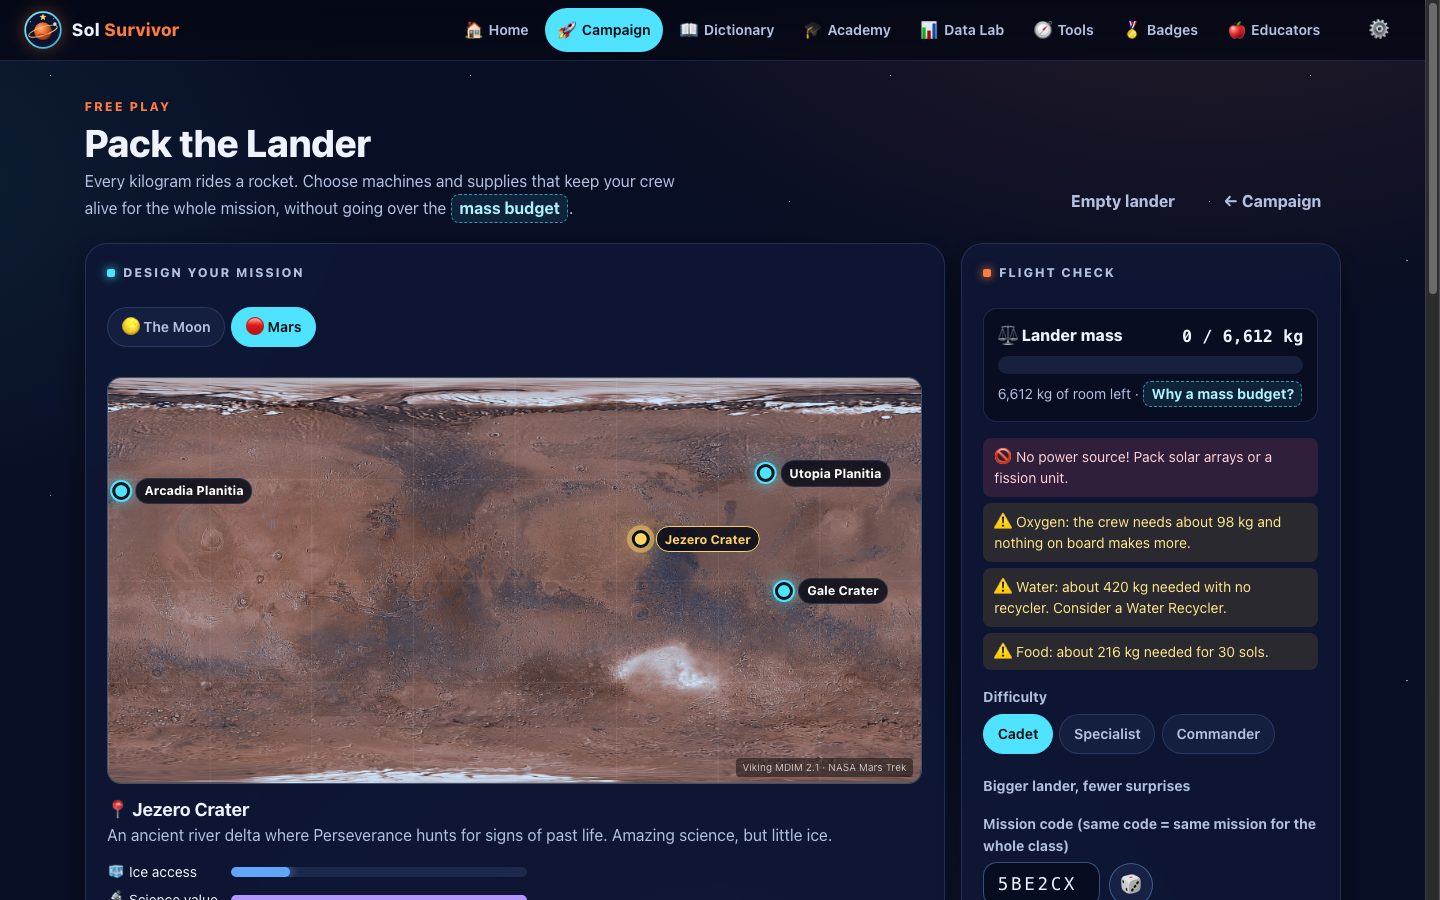 Sol Survivor
Home
Campaign
Dictionary
Academy
Data Lab
Tools
Badges
Educators
FREE PLAY
Pack the Lander
Every kilogram rides a rocket. Choose machines and supplies that keep your crew
alive for the whole mission, without going over the mass budget.
Empty lander
← Campaign
DESIGN YOUR MISSION
The Moon
Mars
Arcadia Planitia
Utopia Planitia
Jezero Crater
Gale Crater
Viking MDIM 2.1 · NASA Mars Trek
Jezero Crater
An ancient river delta where Perseverance hunts for signs of past life. Amazing science, but little ice.
Ice access
Science value
FLIGHT CHECK
Lander mass 0 / 6,612 kg
6,612 kg of room left · Why a mass budget?
No power source! Pack solar arrays or a
fission unit.
Oxygen: the crew needs about 98 kg and
nothing on board makes more.
Water: about 420 kg needed with no
recycler. Consider a Water Recycler.
Food: about 216 kg needed for 30 sols.
Difficulty
Cadet
Specialist
Commander
Bigger lander, fewer surprises
Mission code (same code = same mission for the
whole class)
5BE2CX